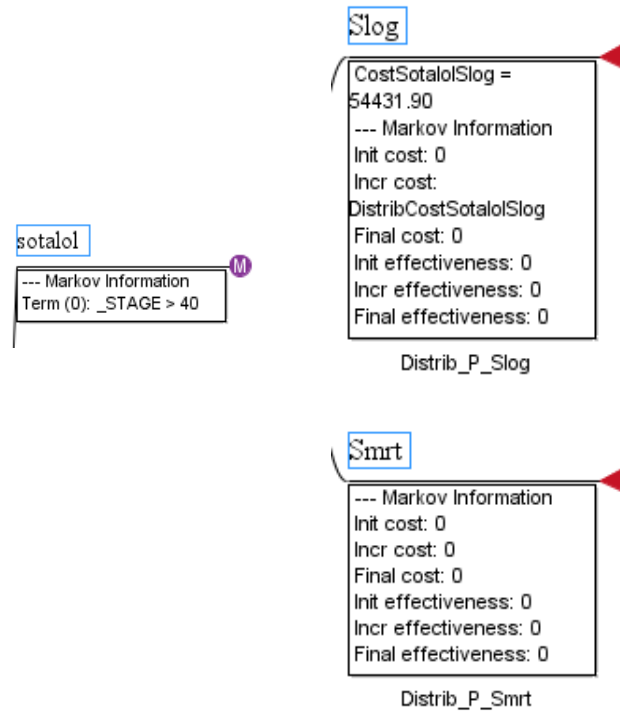 Slog
CostSotalolSlog =
54431.90
--- Markov Information
Init cost: 0
Incr cost:
DistribCostSotalolSlog
Final cost: 0
Init effectiveness: 0
Incr effectiveness: 0
Final effectiveness: 0
Distrib_P_Slog
sotalol
M
--- Markov Information
Term (0): _STAGE > 40
Smrt
--- Markov Information
Init cost: 0
Incr cost: 0
Final cost: 0
Init effectiveness: 0
Incr effectiveness: 0
Final effectiveness: 0
Distrib_P_Smrt